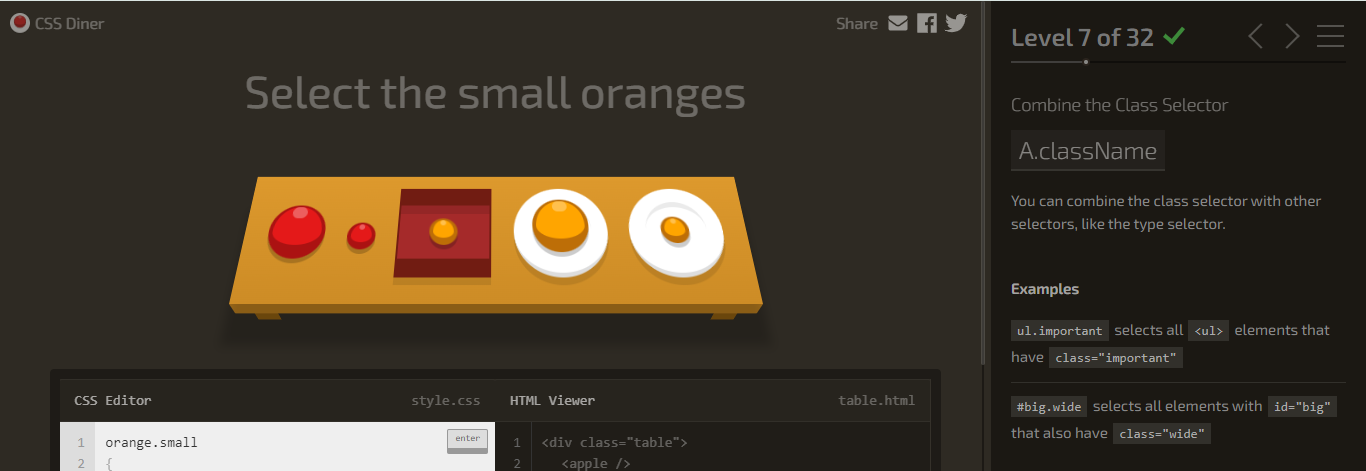 CSS Diner
Share
Select the small oranges
CSS Editor style.css
HTML Viewer table.html
1 orange.small
enter
2 {
1 <div class="table">
2 <apple />
Level 7 of 32
Combine the Class Selector
A.className
You can combine the class selector with other
selectors, like the type selector.
Examples
ul.important selects all <ul> elements that
have class="important"
#big.wide selects all elements with id="big"
that also have class="wide"